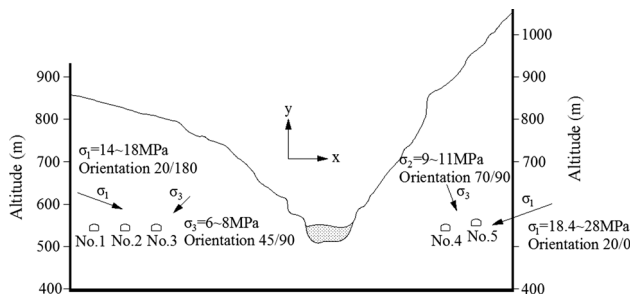 Altitude (m)
900
800
700
600
500
400
1000
900
800
700
600
500
400
Altitude (m)
y
x
σ₁=14~18MPa
Orientation 20/180
σ₁
σ₃
σ₃=6~8MPa
Orientation 45/90
No.1 No.2 No.3
σ₂=9~11MPa
Orientation 70/90
σ₃
σ₁
No.4 No.5
σ₁=18.4~28MPa
Orientation 20/0